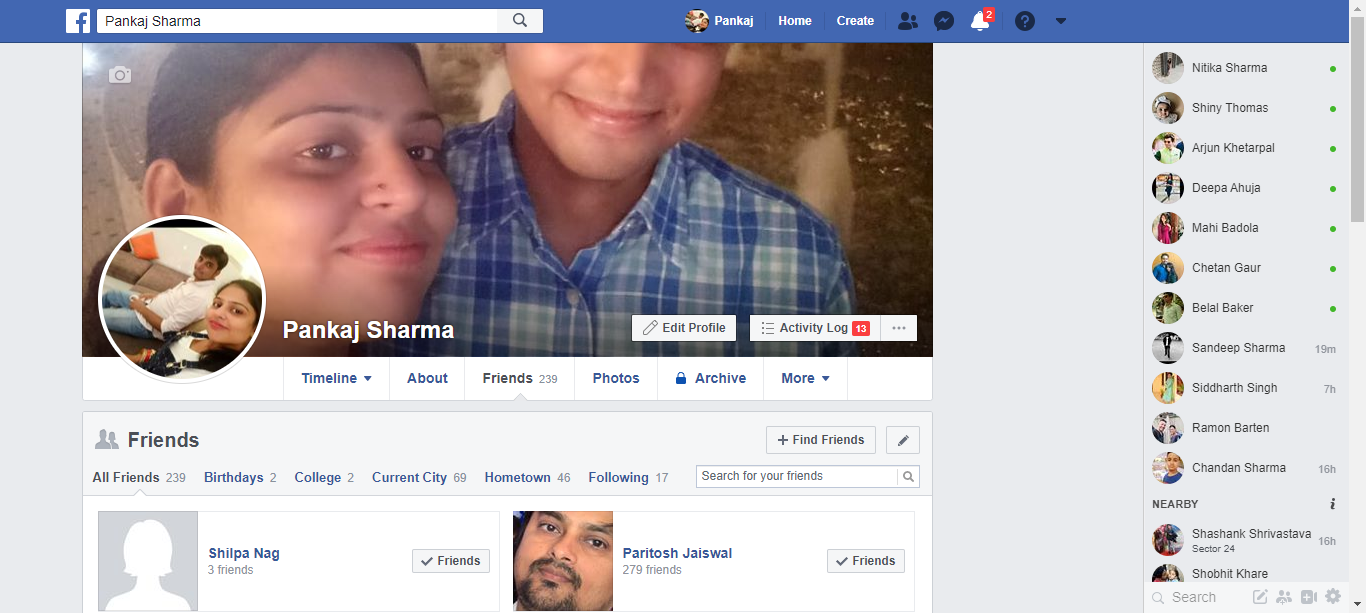 f
Pankaj Sharma
Pankaj Home Create 2 ?
Pankaj Sharma
Edit Profile
Activity Log 13
...
Timeline About Friends 239 Photos Archive More
Friends
+ Find Friends
All Friends 239 Birthdays 2 College 2 Current City 69 Hometown 46 Following 17
Search for your friends
Shilpa Nag
3 friends
Friends
Paritosh Jaiswal
279 friends
Friends
Nitika Sharma
Shiny Thomas
Arjun Khetarpal
Deepa Ahuja
Mahi Badola
Chetan Gaur
Belal Baker
Sandeep Sharma 19m
Siddharth Singh 7h
Ramon Barten
Chandan Sharma 16h
NEARBY i
Shashank Shrivastava 16h
Sector 24
Shobhit Khare
Search